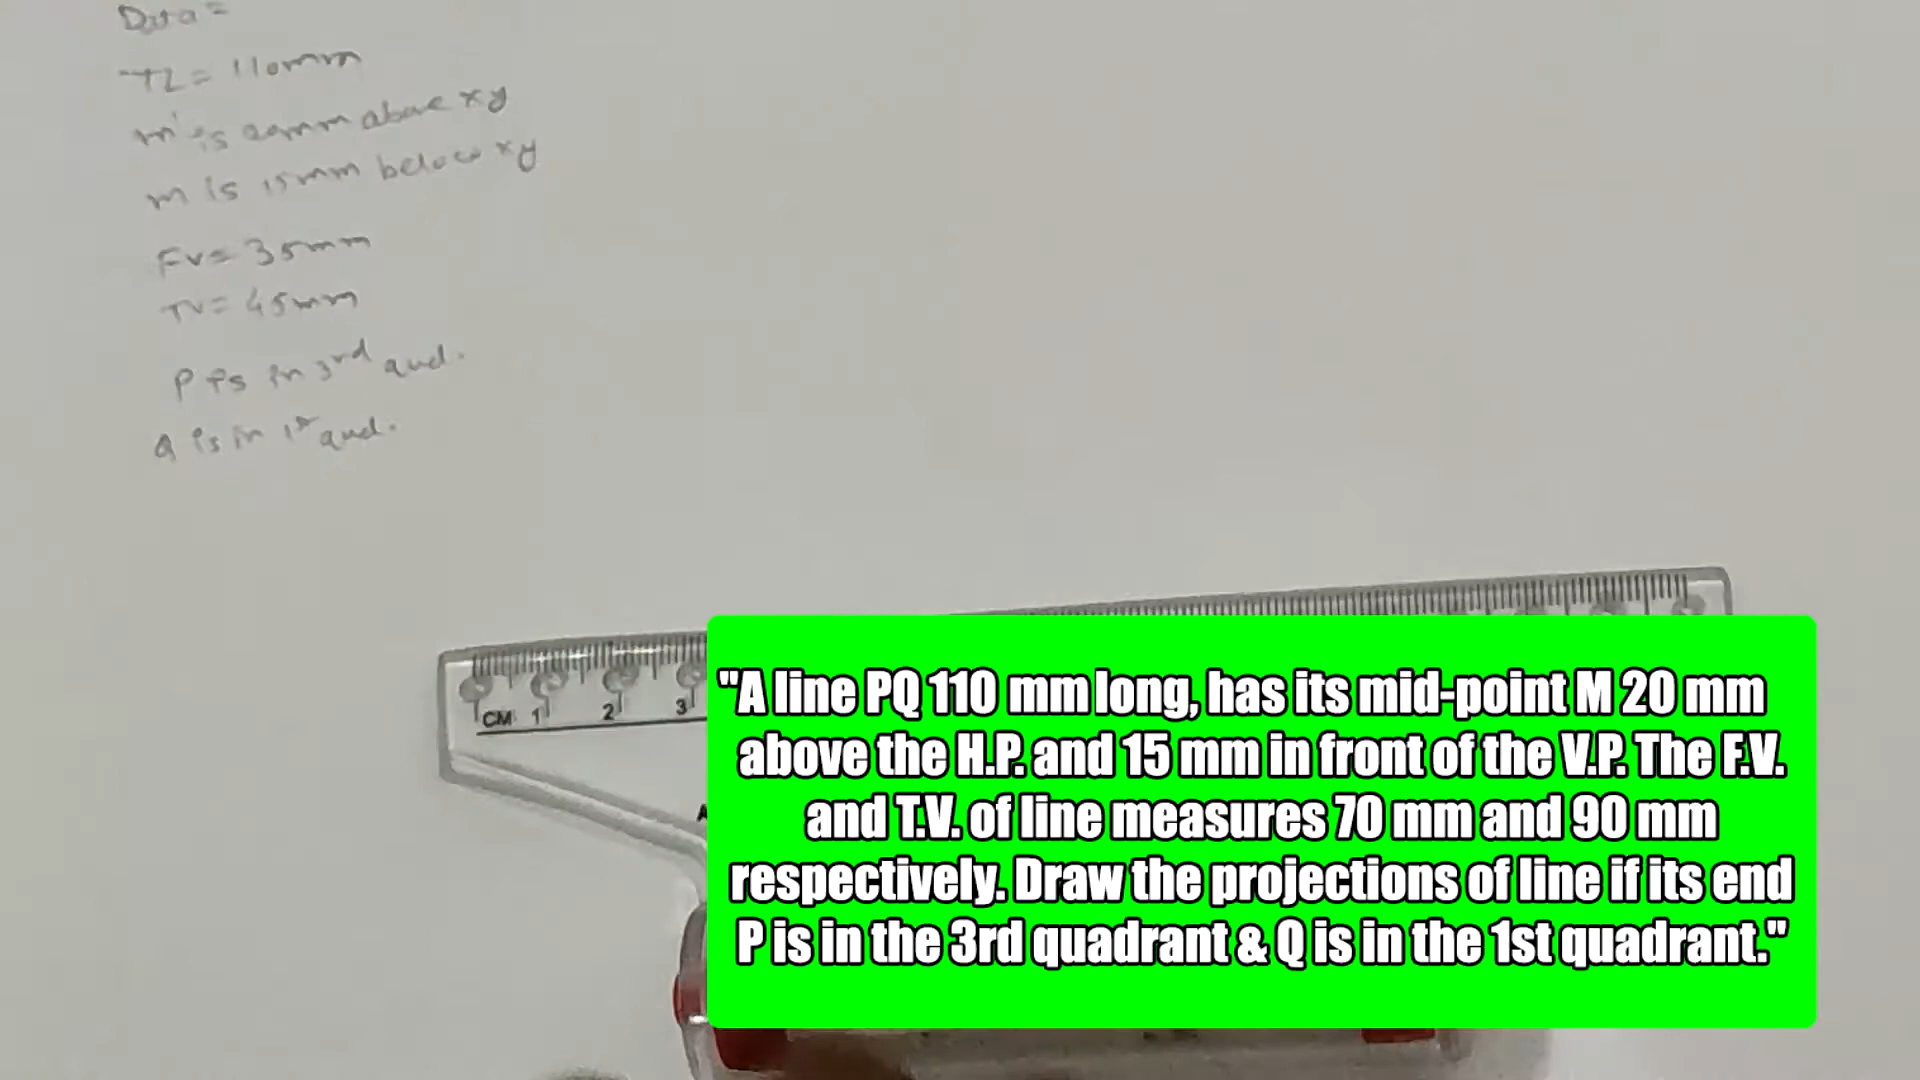 Data =
TL = 110mm
m' is 20mm above xy
m is 15mm below xy
FV = 35mm
TV = 45mm
P is in 3rd qud.
Q is in 1st qud.
CM 1 2 3
"A line PQ 110 mm long, has its mid-point M 20 mm
above the H.P. and 15 mm in front of the V.P. The F.V.
and T.V. of line measures 70 mm and 90 mm
respectively. Draw the projections of line if its end
P is in the 3rd quadrant & Q is in the 1st quadrant."